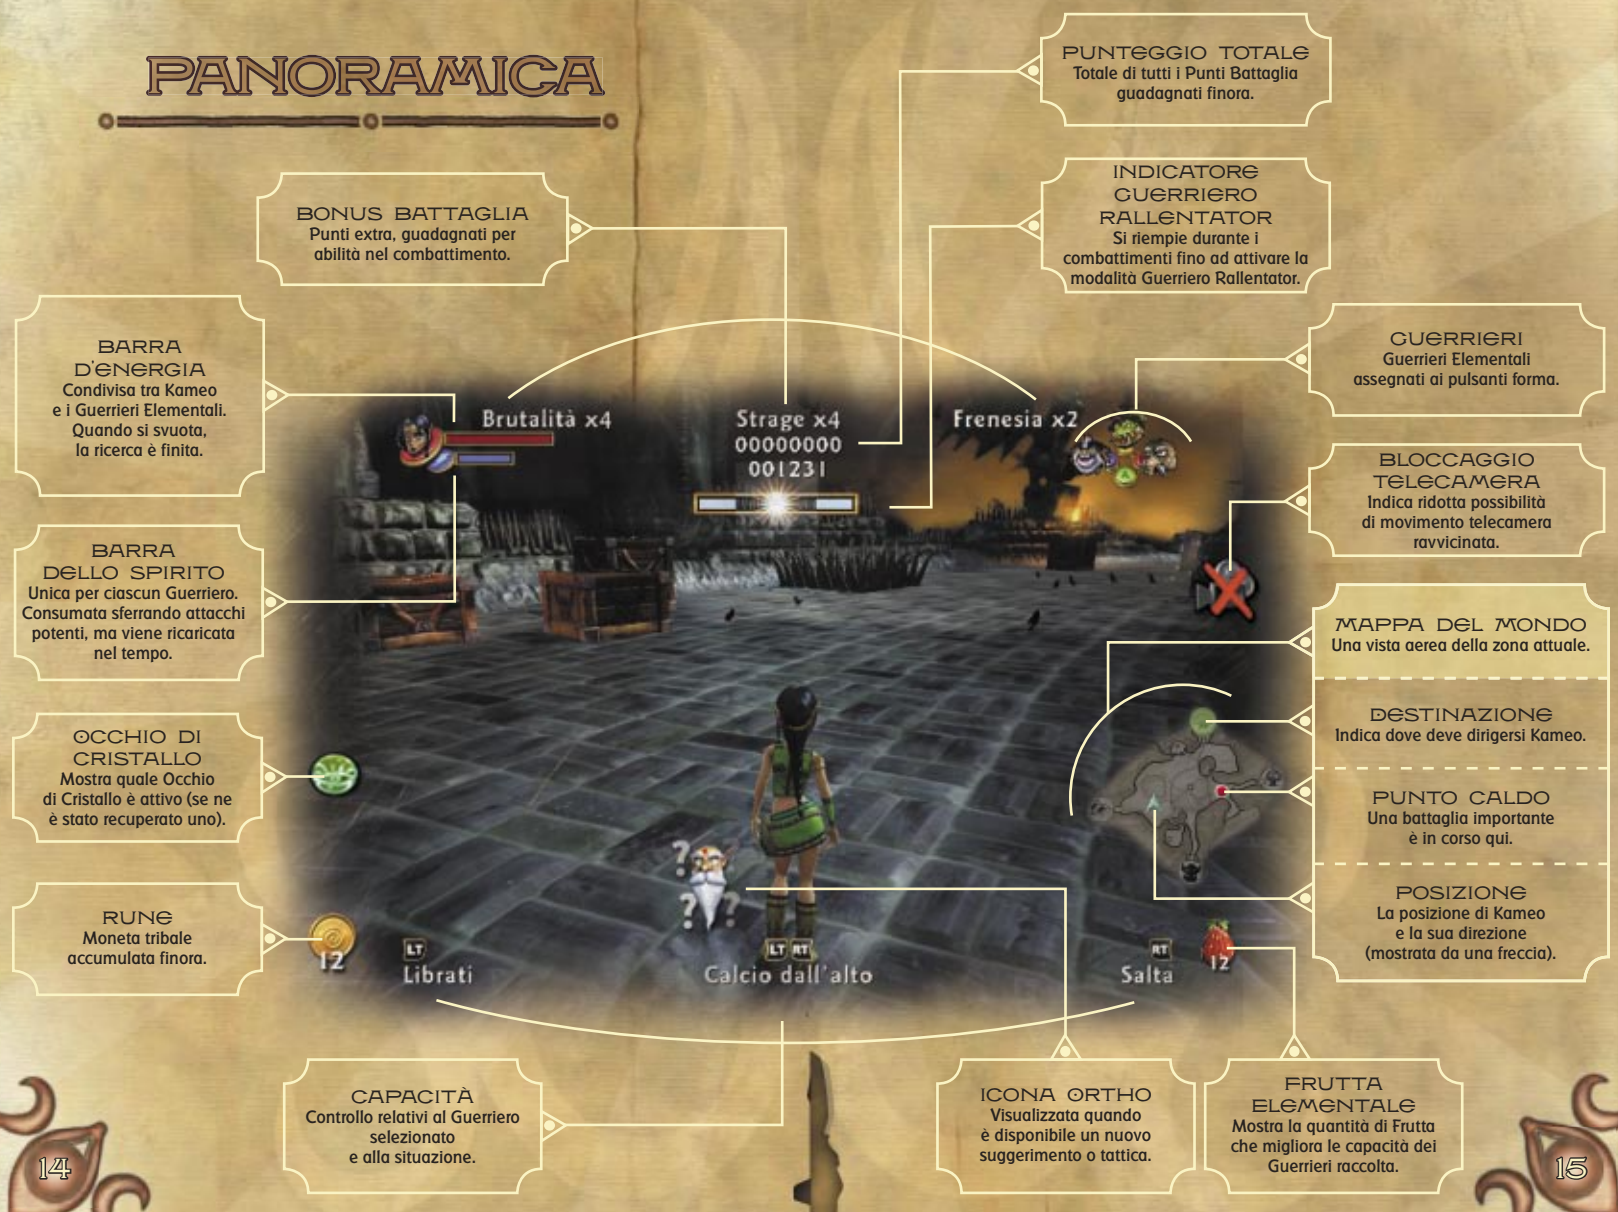 PANORAMICA
PUNTEGGIO TOTALE
Totale di tutti i Punti Battaglia
guadagnati finora.
BONUS BATTAGLIA
Punti extra, guadagnati per
abilità nel combattimento.
INDICATORE
GUERRIERO
RALLENTATOR
Si riempie durante i
combattimenti fino ad attivare la
modalità Guerriero Rallentator.
BARRA
D'ENERGIA
Condivisa tra Kameo
e i Guerrieri Elementali.
Quando si svuota,
la ricerca è finita.
BARRA
DELLO SPIRITO
Unica per ciascun Guerriero.
Consumata sferrando attacchi
potenti, ma viene ricaricata
nel tempo.
OCCHIO DI
CRISTALLO
Mostra quale Occhio
di Cristallo è attivo (se ne
è stato recuperato uno).
RUNE
Moneta tribale
accumulata finora.
Brutalità x4
Strage x4
00000000
001231
Frenesia x2
? ? ?
12
LT
Librati
LT RT
Calcio dall'alto
RT
Salta
12
GUERRIERI
Guerrieri Elementali
assegnati ai pulsanti forma.
BLOCCAGGIO
TELECAMERA
Indica ridotta possibilità
di movimento telecamera
ravvicinata.
MAPPA DEL MONDO
Una vista aerea della zona attuale.
DESTINAZIONE
Indica dove deve dirigersi Kameo.
PUNTO CALDO
Una battaglia importante
è in corso qui.
POSIZIONE
La posizione di Kameo
e la sua direzione
(mostrata da una freccia).
CAPACITÀ
Controllo relativi al Guerriero
selezionato
e alla situazione.
ICONA ORTHO
Visualizzata quando
è disponibile un nuovo
suggerimento o tattica.
FRUTTA
ELEMENTALE
Mostra la quantità di Frutta
che migliora le capacità dei
Guerrieri raccolta.
14
15